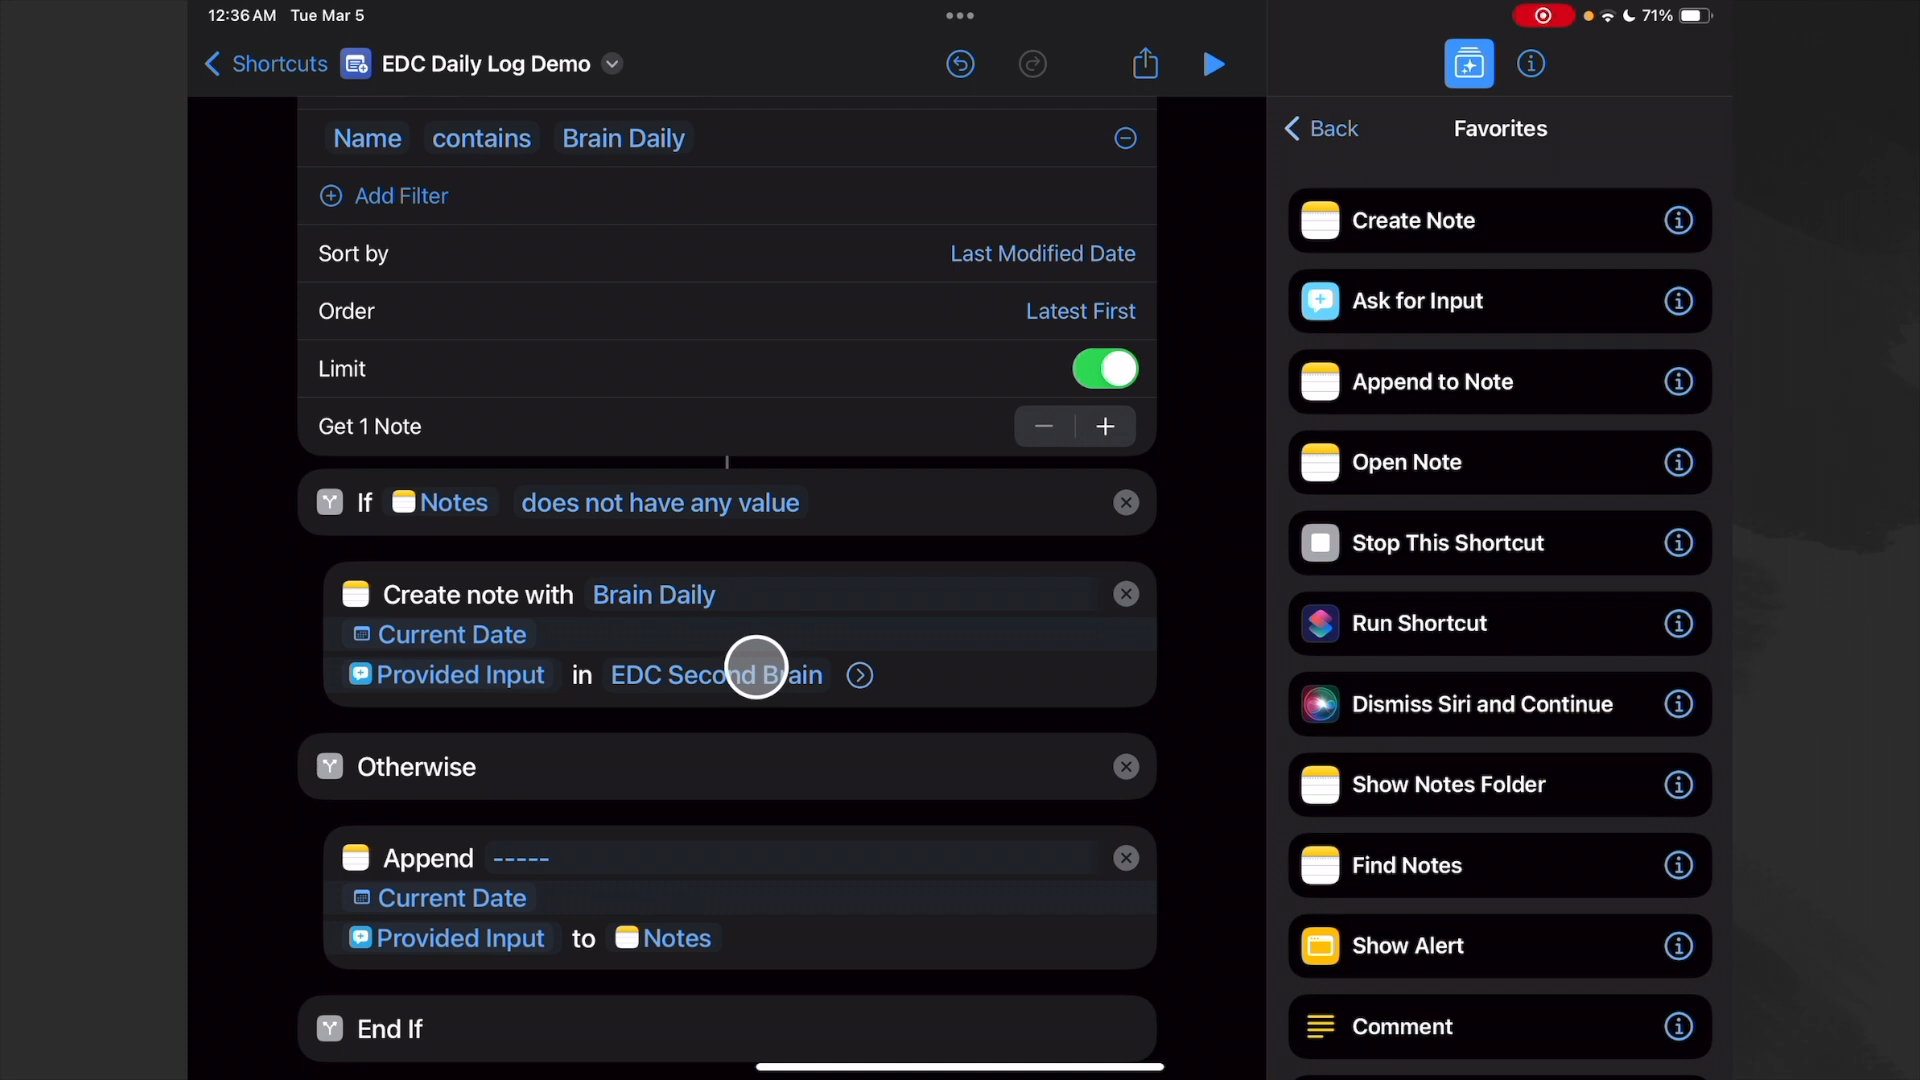 12:36 AM Tue Mar 5
71%
Shortcuts EDC Daily Log Demo
Name contains Brain Daily
Add Filter
Sort by Last Modified Date
Order Latest First
Limit
Get 1 Note
If Notes does not have any value
Create note with Brain Daily
Current Date
Provided Input in EDC Second Brain
Otherwise
Append -----
Current Date
Provided Input to Notes
End If
Back Favorites
Create Note
Ask for Input
Append to Note
Open Note
Stop This Shortcut
Run Shortcut
Dismiss Siri and Continue
Show Notes Folder
Find Notes
Show Alert
Comment